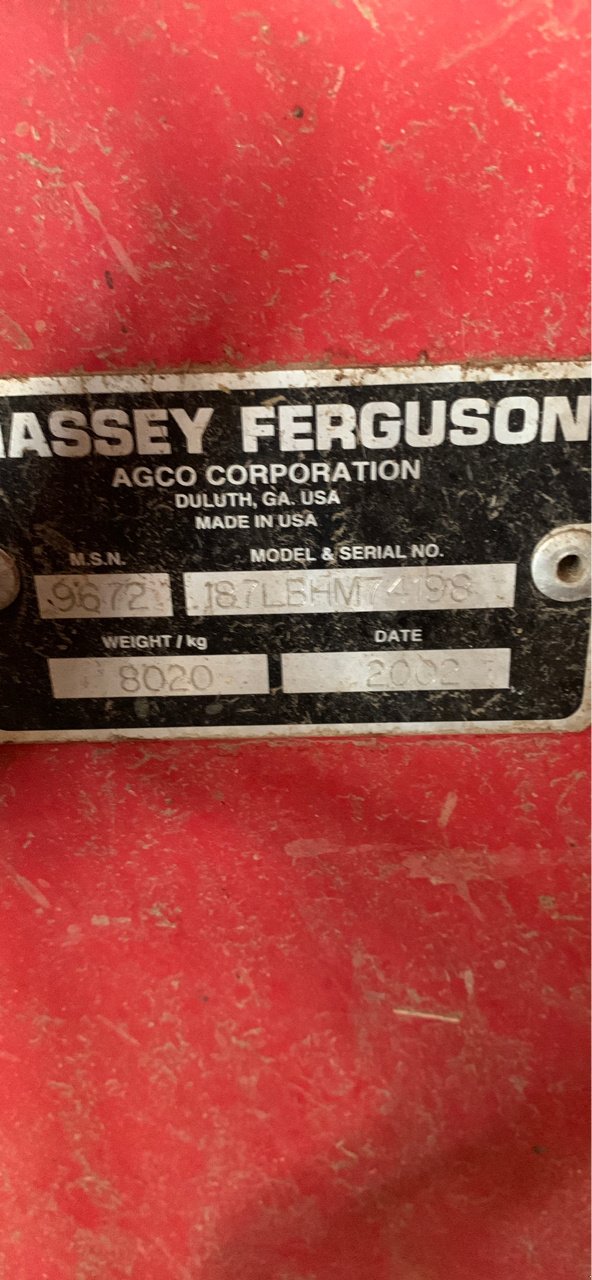 MASSEY FERGUSON
AGCO CORPORATION
DULUTH, GA. USA
MADE IN USA
M.S.N. MODEL & SERIAL NO.
9672 187LBHM74198
WEIGHT / kg DATE
8020 2002